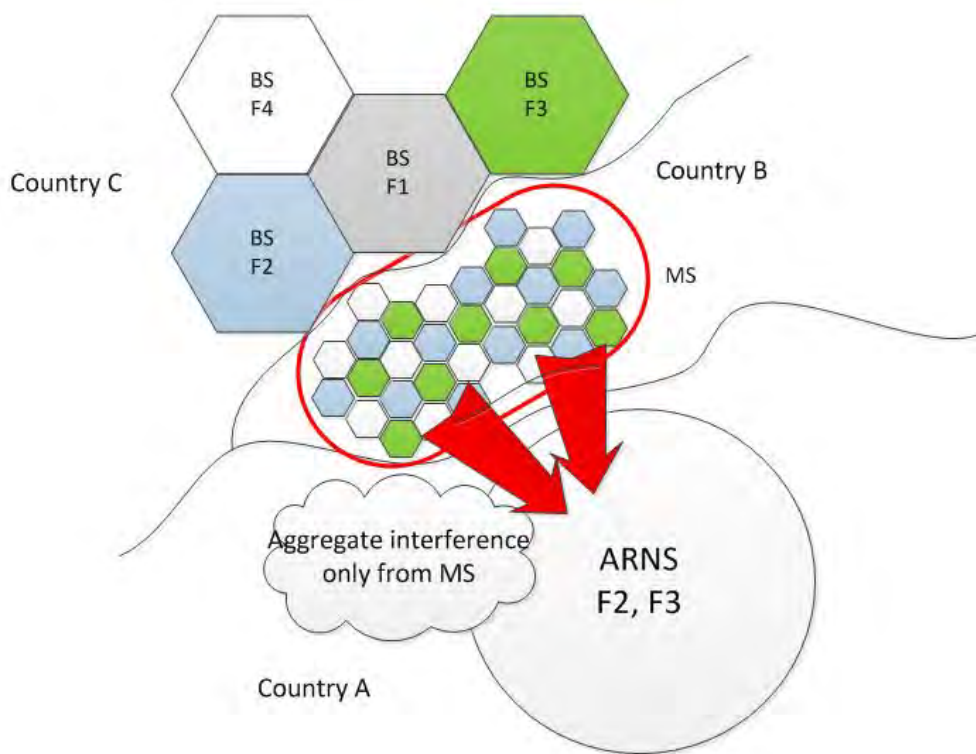 BS
F4
BS
F3
BS
F1
Country C
Country B
BS
F2
MS
Aggregate interference
only from MS
ARNS
F2, F3
Country A